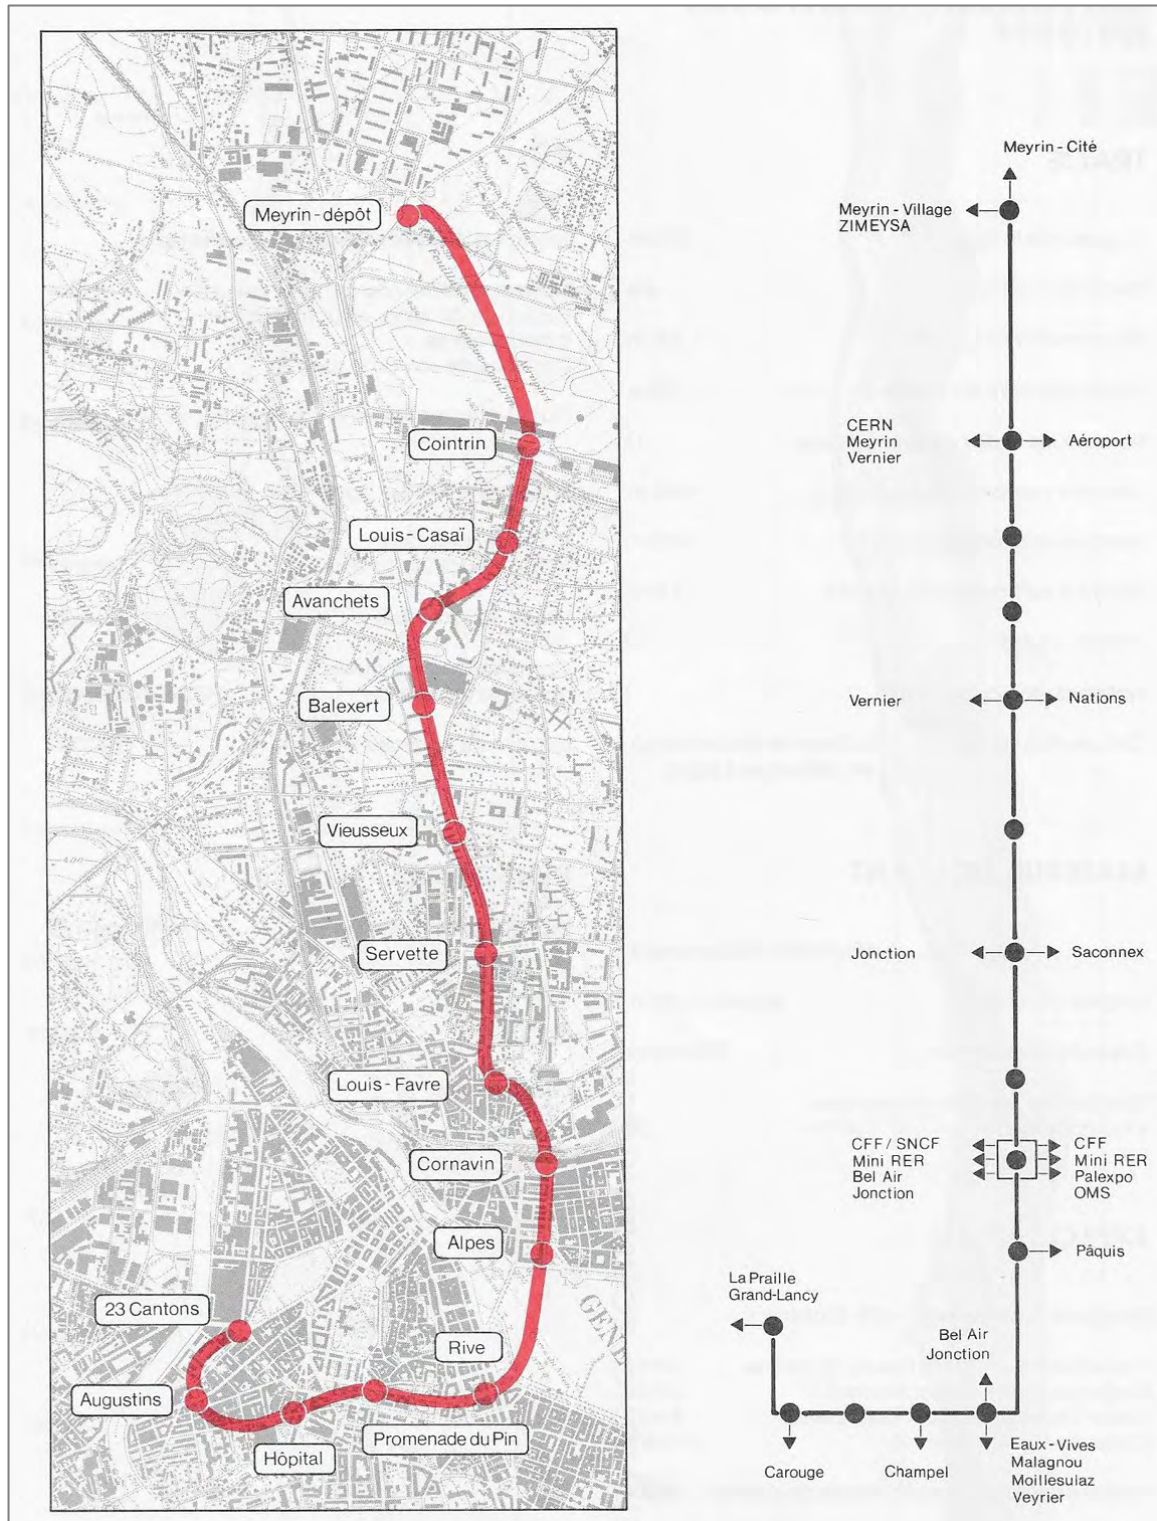 Meyrin-dépôt
Cointrin
Louis-Casaï
Avanchets
Balexert
Vieusseux
Servette
Louis-Favre
Cornavin
Alpes
23 Cantons
Rive
Augustins
Promenade du Pin
Hôpital
VERNIER
GENE
Meyrin-Cité
Meyrin-Village
ZIMEYSA
CERN
Meyrin
Vernier
Aéroport
Vernier
Nations
Jonction
Saconnex
CFF/SNCF
Mini RER
Bel Air
Jonction
CFF
Mini RER
Palexpo
OMS
Pâquis
La Praille
Grand-Lancy
Bel Air
Jonction
Carouge
Champel
Eaux-Vives
Malagnou
Moillesulaz
Veyrier